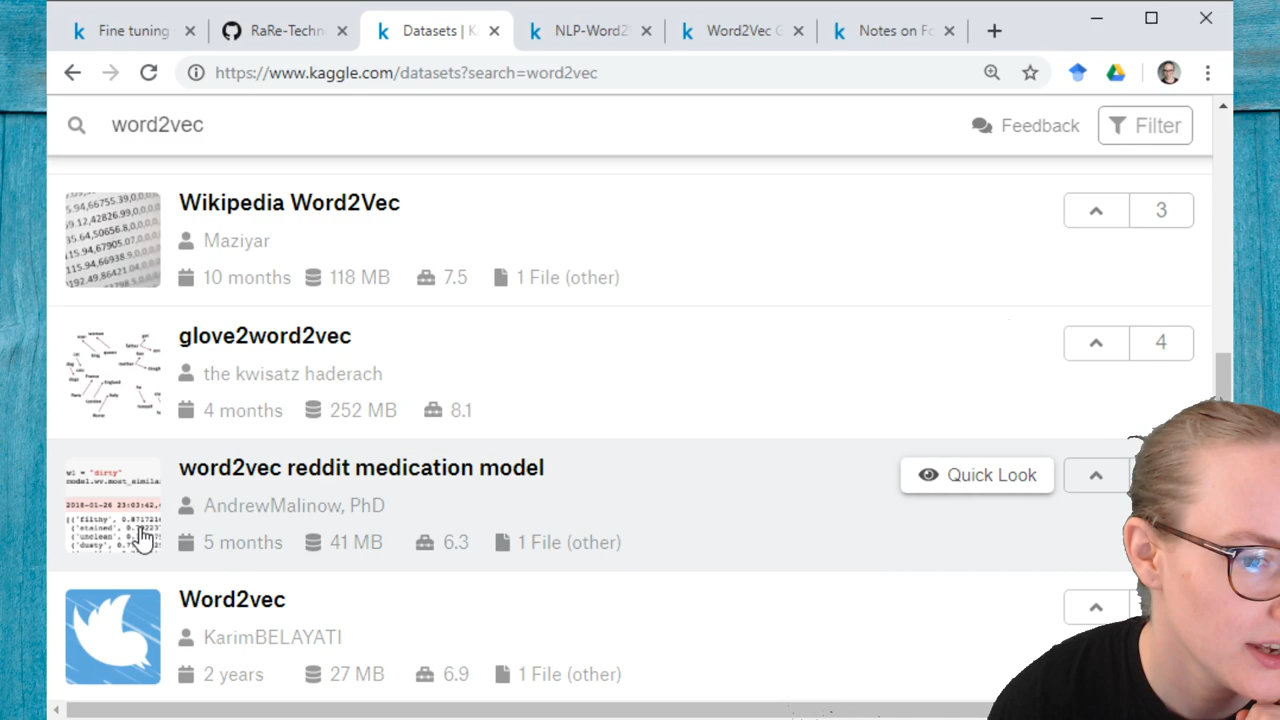 Fine tuning
RaRe-Techn
Datasets | K
NLP-Word2
Word2Vec G
Notes on Fo
https://www.kaggle.com/datasets?search=word2vec
word2vec
Feedback
Filter
Wikipedia Word2Vec
3
Maziyar
10 months 118 MB 7.5 1 File (other)
glove2word2vec
4
the kwisatz haderach
4 months 252 MB 8.1
word2vec reddit medication model
Quick Look
AndrewMalinow, PhD
5 months 41 MB 6.3 1 File (other)
Word2vec
KarimBELAYATI
2 years 27 MB 6.9 1 File (other)